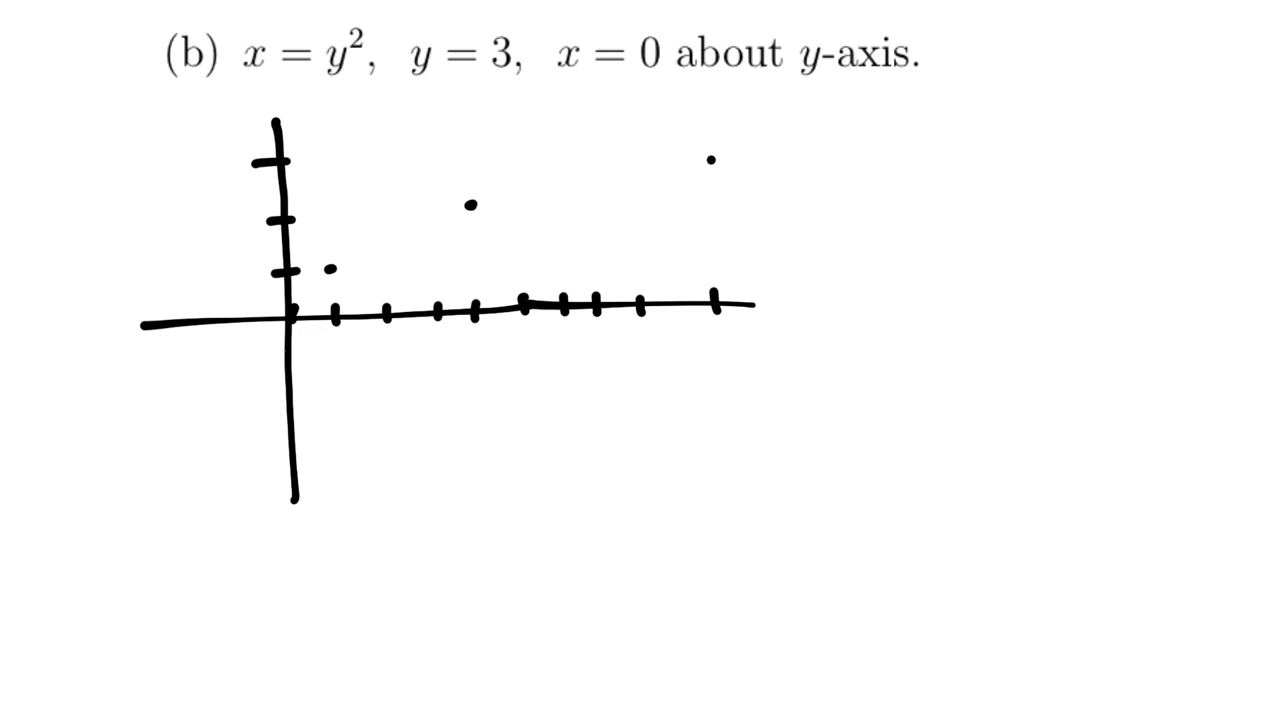 (b) x = y², y = 3, x = 0 about y-axis.